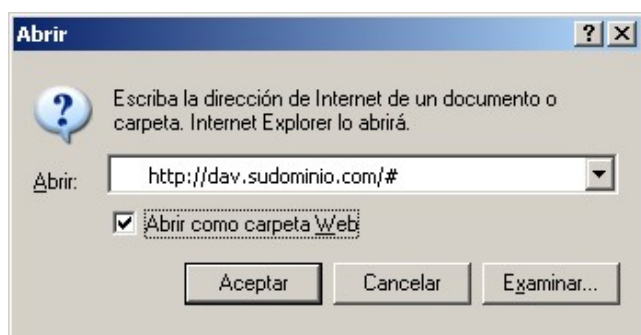 Abrir
Escriba la dirección de Internet de un documento o
carpeta. Internet Explorer lo abrirá.
Abrir: http://dav.sudominio.com/#
Abrir como carpeta Web
Aceptar Cancelar Examinar...